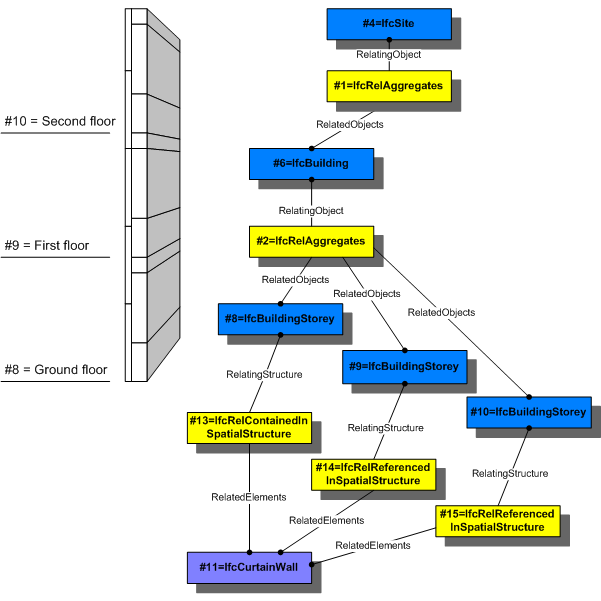 #4=IfcSite
RelatingObject
#1=IfcRelAggregates
#10 = Second floor
RelatedObjects
#6=IfcBuilding
RelatingObject
#9 = First floor
#2=IfcRelAggregates
RelatedObjects
RelatedObjects
RelatedObjects
#8=IfcBuildingStorey
#8 = Ground floor
#9=IfcBuildingStorey
RelatingStructure
#10=IfcBuildingStorey
#13=IfcRelContainedIn
SpatialStructure
RelatingStructure
#14=IfcRelReferenced
InSpatialStructure
RelatingStructure
RelatedElements
#15=IfcRelReferenced
InSpatialStructure
RelatedElements
RelatedElements
#11=IfcCurtainWall